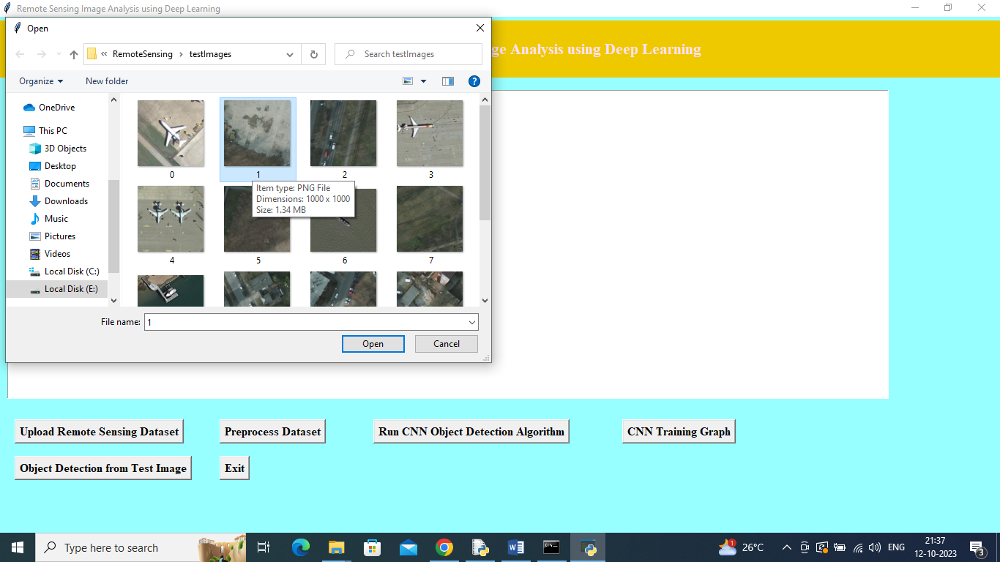 Remote Sensing Image Analysis using Deep Learning
Open
« RemoteSensing › testImages
Search testImages
ge Analysis using Deep Learning
Organize
New folder
OneDrive
This PC
3D Objects
Desktop
Documents
Downloads
Music
Pictures
Videos
Local Disk (C:)
Local Disk (E:)
0
1
2
3
Item type: PNG File
Dimensions: 1000 x 1000
Size: 1.34 MB
4
5
6
7
File name:
1
Open
Cancel
Upload Remote Sensing Dataset
Preprocess Dataset
Run CNN Object Detection Algorithm
CNN Training Graph
Object Detection from Test Image
Exit
Type here to search
1
26°C
ENG
21:37
12-10-2023
3